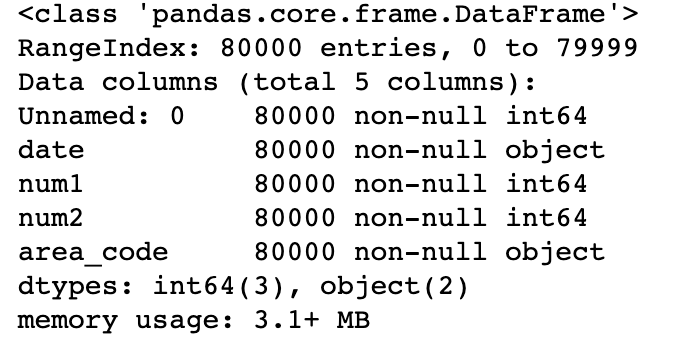 <class 'pandas.core.frame.DataFrame'>
RangeIndex: 80000 entries, 0 to 79999
Data columns (total 5 columns):
Unnamed: 0    80000 non-null int64
date          80000 non-null object
num1          80000 non-null int64
num2          80000 non-null int64
area_code     80000 non-null object
dtypes: int64(3), object(2)
memory usage: 3.1+ MB